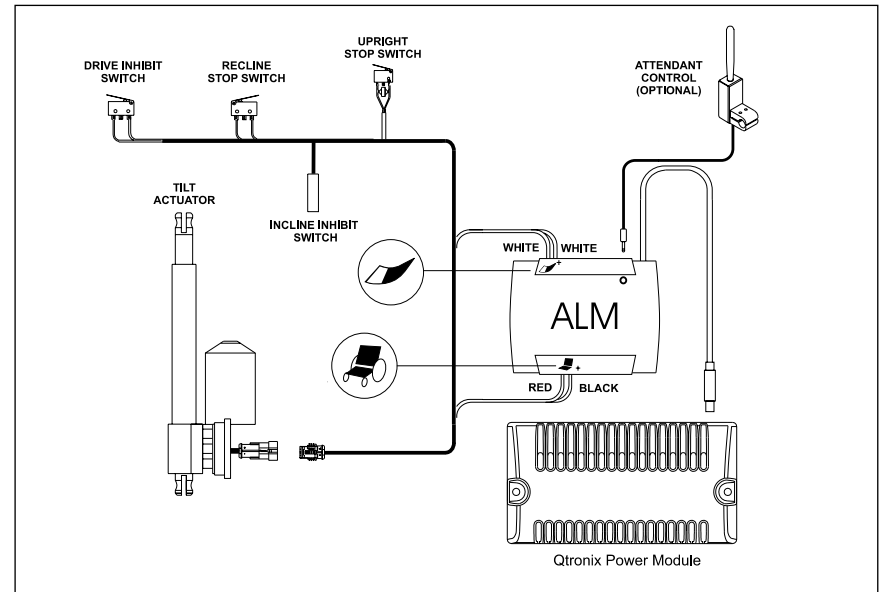 UPRIGHT
STOP SWITCH
DRIVE INHIBIT
SWITCH
RECLINE
STOP SWITCH
ATTENDANT
CONTROL
(OPTIONAL)
TILT
ACTUATOR
INCLINE INHIBIT
SWITCH
WHITE WHITE
+
ALM
+
RED BLACK
Qtronix Power Module